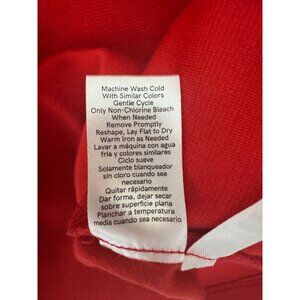 Machine Wash Cold
With Similar Colors
Gentle Cycle
Only Non-Chlorine Bleach
When Needed
Remove Promptly
Reshape, Lay Flat to Dry
Warm Iron as Needed
Lavar a máquina con agua
fría y colores similares
Ciclo suave
Solamente blanqueador
sin cloro cuando sea
necesario
Quitar rápidamente
Dar forma, dejar secar
sobre superficie plana
Planchar a temperatura
media cuando sea necesario